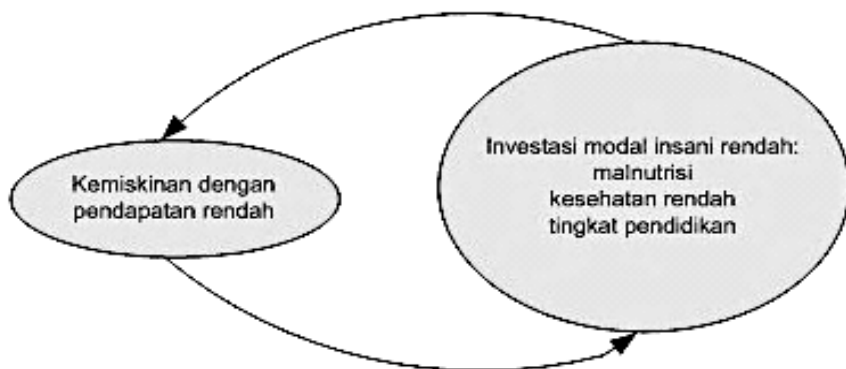 Kemiskinan dengan
pendapatan rendah
Investasi modal insani rendah:
malnutrisi
kesehatan rendah
tingkat pendidikan